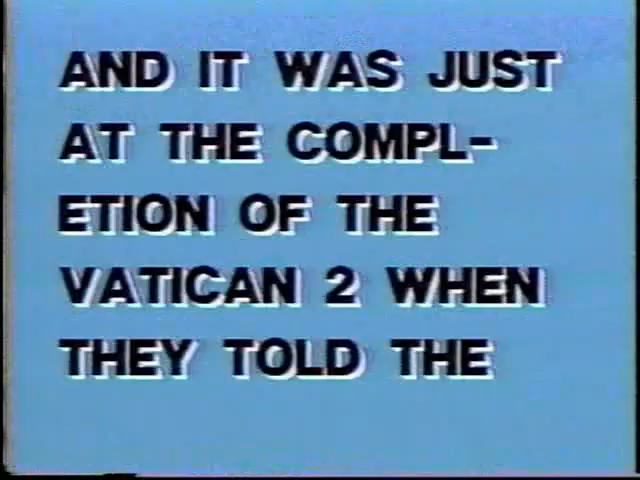 AND IT WAS JUST
AT THE COMPL-
ETION OF THE
VATICAN 2 WHEN
THEY TOLD THE